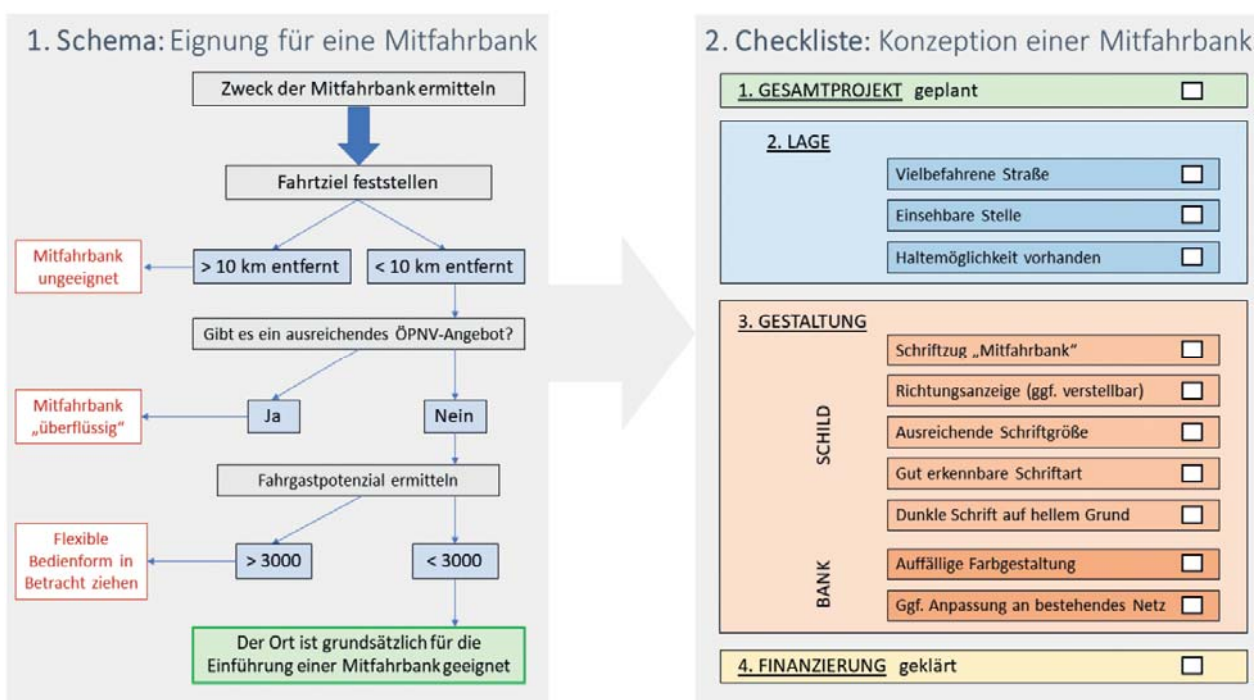 1. Schema: Eignung für eine Mitfahrbank
Zweck der Mitfahrbank ermitteln
Fahrtziel feststellen
Mitfahrbank
ungeeignet
> 10 km entfernt
< 10 km entfernt
Gibt es ein ausreichendes ÖPNV-Angebot?
Mitfahrbank
„überflüssig“
Ja
Nein
Fahrgastpotenzial ermitteln
Flexible
Bedienform in
Betracht ziehen
> 3000
< 3000
Der Ort ist grundsätzlich für die
Einführung einer Mitfahrbank geeignet
2. Checkliste: Konzeption einer Mitfahrbank
1. GESAMTPROJEKT geplant
2. LAGE
Vielbefahrene Straße
Einsehbare Stelle
Haltemöglichkeit vorhanden
3. GESTALTUNG
SCHILD
Schriftzug „Mitfahrbank“
Richtungsanzeige (ggf. verstellbar)
Ausreichende Schriftgröße
Gut erkennbare Schriftart
Dunkle Schrift auf hellem Grund
BANK
Auffällige Farbgestaltung
Ggf. Anpassung an bestehendes Netz
4. FINANZIERUNG geklärt